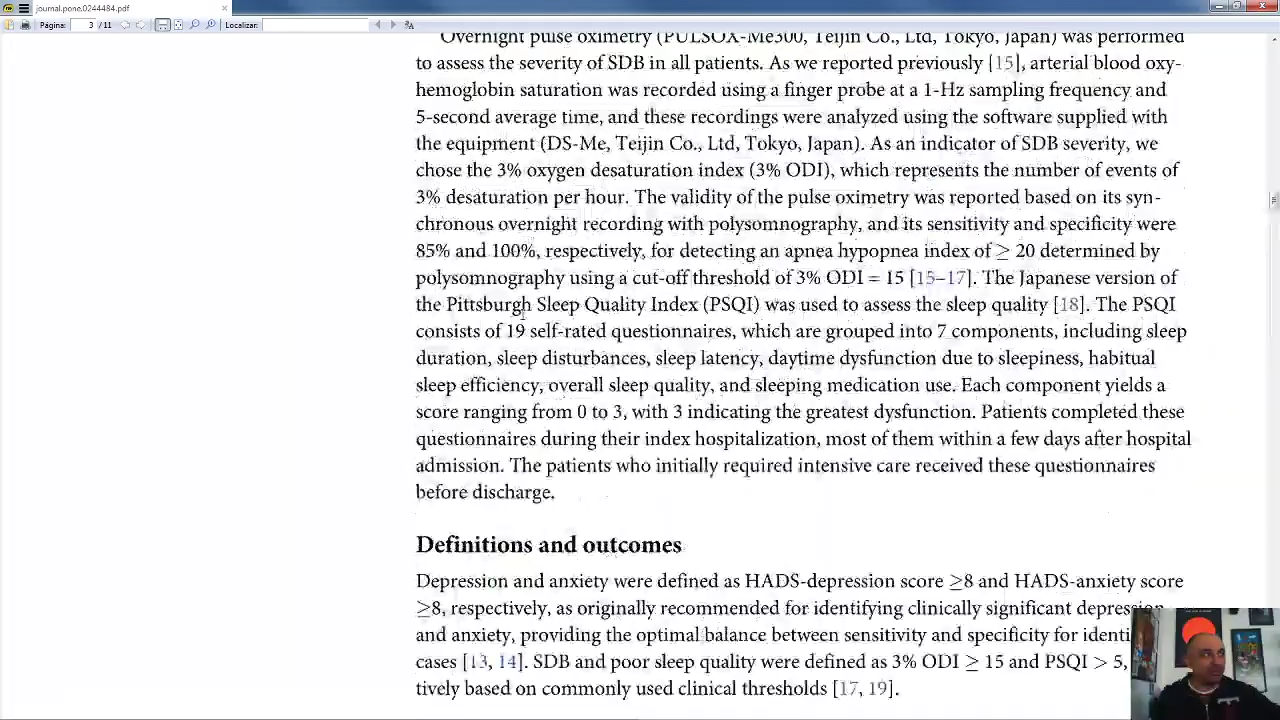 journal.pone.0244484.pdf
Página: 3 / 11 Localizar:
Overnight pulse oximetry (PULSOX-Me300, Teijin Co., Ltd, Tokyo, Japan) was performed
to assess the severity of SDB in all patients. As we reported previously [15], arterial blood oxy-
hemoglobin saturation was recorded using a finger probe at a 1-Hz sampling frequency and
5-second average time, and these recordings were analyzed using the software supplied with
the equipment (DS-Me, Teijin Co., Ltd, Tokyo, Japan). As an indicator of SDB severity, we
chose the 3% oxygen desaturation index (3% ODI), which represents the number of events of
3% desaturation per hour. The validity of the pulse oximetry was reported based on its syn-
chronous overnight recording with polysomnography, and its sensitivity and specificity were
85% and 100%, respectively, for detecting an apnea hypopnea index of ≥ 20 determined by
polysomnography using a cut-off threshold of 3% ODI = 15 [15–17]. The Japanese version of
the Pittsburgh Sleep Quality Index (PSQI) was used to assess the sleep quality [18]. The PSQI
consists of 19 self-rated questionnaires, which are grouped into 7 components, including sleep
duration, sleep disturbances, sleep latency, daytime dysfunction due to sleepiness, habitual
sleep efficiency, overall sleep quality, and sleeping medication use. Each component yields a
score ranging from 0 to 3, with 3 indicating the greatest dysfunction. Patients completed these
questionnaires during their index hospitalization, most of them within a few days after hospital
admission. The patients who initially required intensive care received these questionnaires
before discharge.
Definitions and outcomes
Depression and anxiety were defined as HADS-depression score ≥8 and HADS-anxiety score
≥8, respectively, as originally recommended for identifying clinically significant depression
and anxiety, providing the optimal balance between sensitivity and specificity for identi
cases [13, 14]. SDB and poor sleep quality were defined as 3% ODI ≥ 15 and PSQI > 5,
tively based on commonly used clinical thresholds [17, 19].